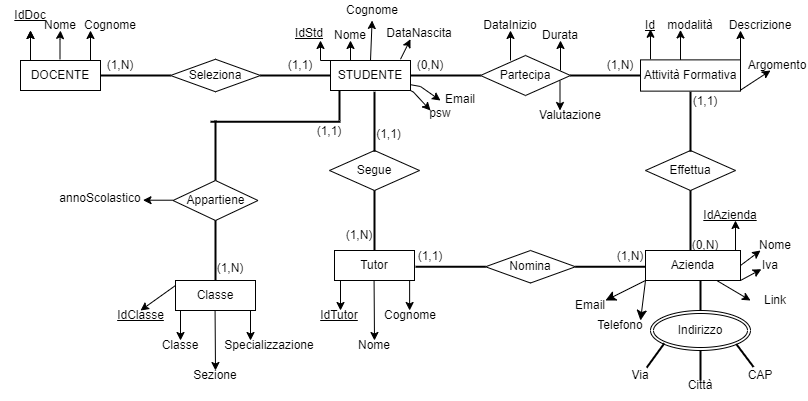 Cognome
IdDoc
Nome
Cognome
IdStd
Nome
DataNascita
DataInizio
Durata
Id
modalità
Descrizione
DOCENTE
(1,N)
Seleziona
(1,1)
STUDENTE
(0,N)
Partecipa
(1,N)
Attività Formativa
Argomento
Email
psw
Valutazione
(1,1)
(1,1)
(1,1)
annoScolastico
Appartiene
Segue
Effettua
IdAzienda
(1,N)
(0,N)
Nome
(1,N)
Tutor
(1,1)
Nomina
(1,N)
Azienda
Iva
Classe
IdClasse
IdTutor
Cognome
Email
Telefono
Link
Classe
Specializzazione
Nome
Indirizzo
Sezione
Via
Città
CAP